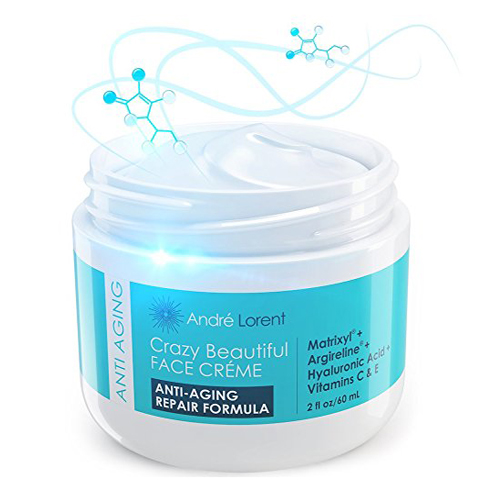 ANTI AGING
André Lorent
Crazy Beautiful
FACE CRÉME
ANTI-AGING
REPAIR FORMULA
Matrixyl® +
Argireline® +
Hyaluronic Acid +
Vitamins C & E
2 fl oz/60 mL